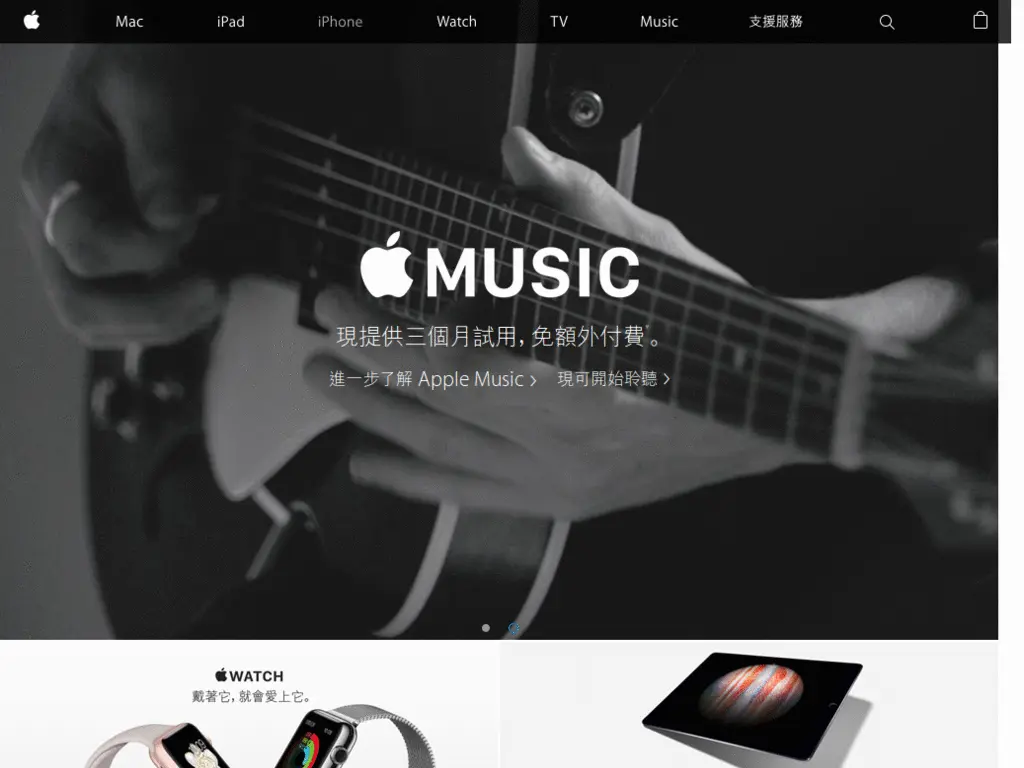 Mac iPad iPhone Watch TV Music 支援服務
MUSIC
現提供三個月試用，免額外付費*。
進一步了解 Apple Music › 現可開始聆聽 ›
WATCH
戴著它，就會愛上它。